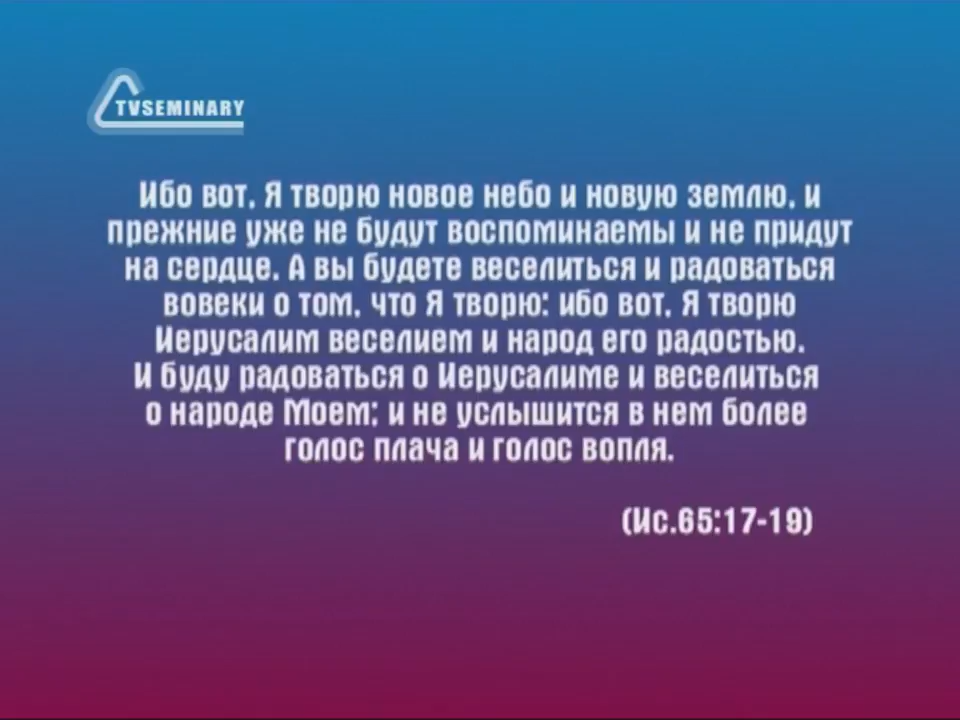 TVSEMINARY
Ибо вот, Я творю новое небо и новую землю, и
прежние уже не будут воспоминаемы и не придут
на сердце. А вы будете веселиться и радоваться
вовеки о том, что Я творю: ибо вот, Я творю
Иерусалим веселием и народ его радостью.
И буду радоваться о Иерусалиме и веселиться
о народе Моем; и не услышится в нем более
голос плача и голос вопля.
(Ис.65:17-19)